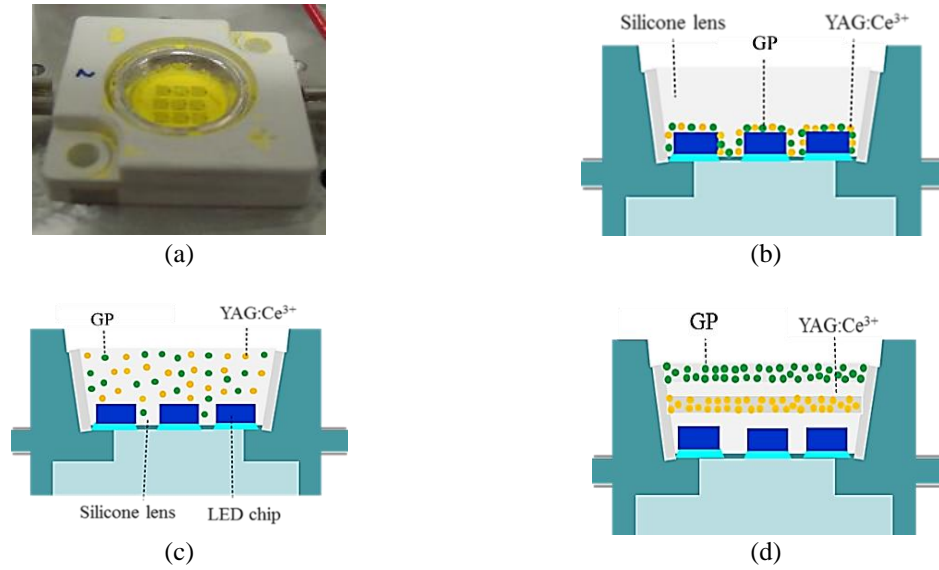 Silicone lens
GP
YAG:Ce³⁺
(a)
(b)
GP
YAG:Ce³⁺
Silicone lens
LED chip
GP
YAG:Ce³⁺
(c)
(d)